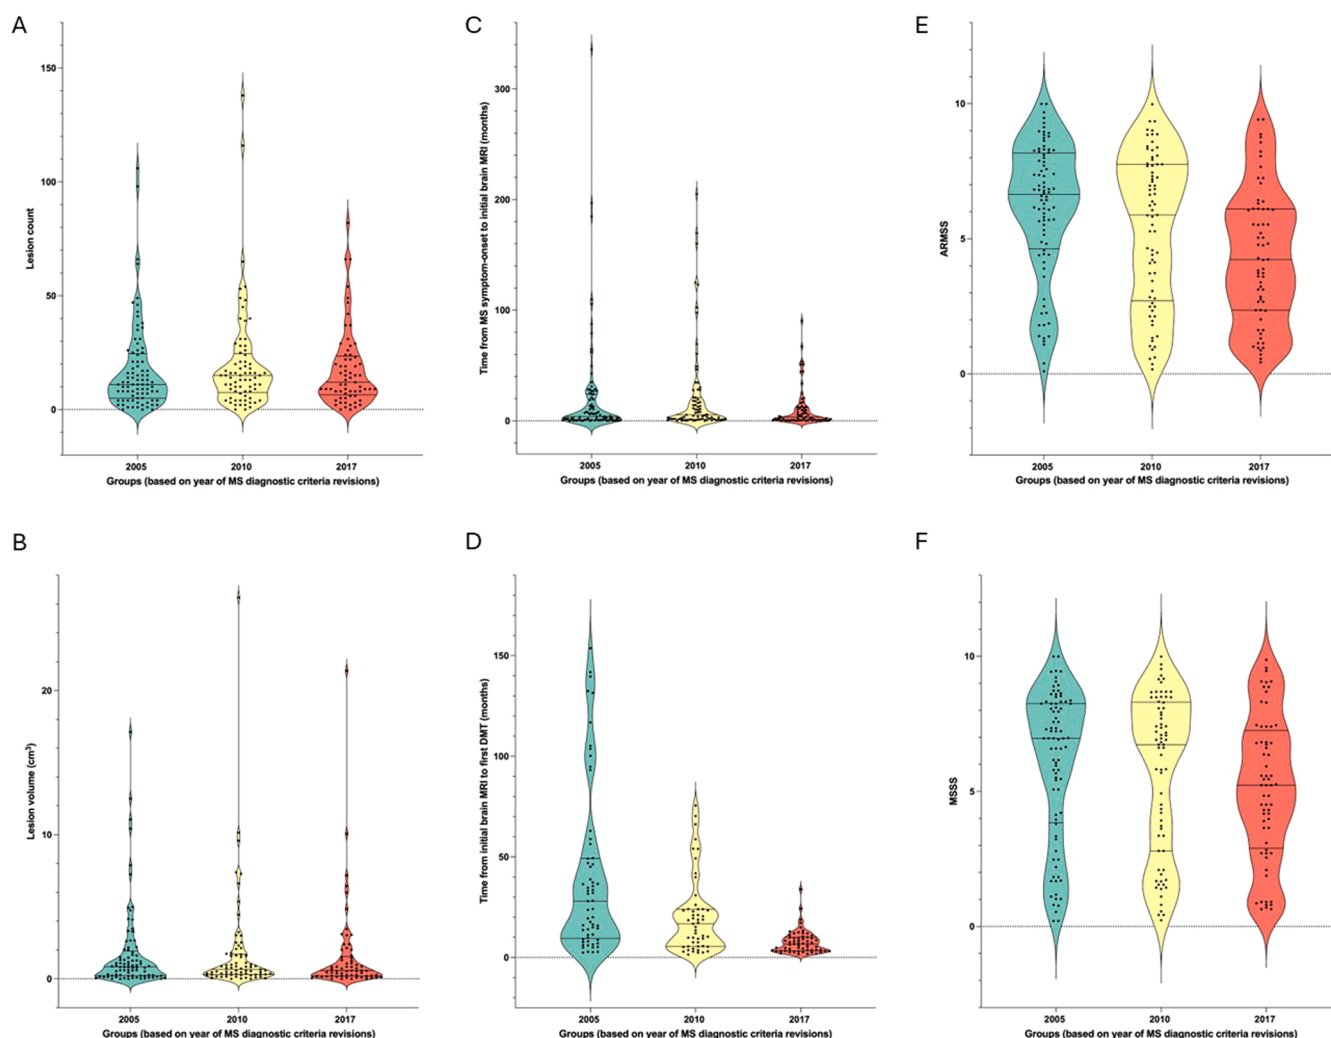 A
150
100
50
0
Lesion count
2005 2010 2017
Groups (based on year of MS diagnostic criteria revisions)
C
300
200
100
0
Time from MS symptom-onset to initial brain MRI (months)
2005 2010 2017
Groups (based on year of MS diagnostic criteria revisions)
E
10
5
0
ARMSS
2005 2010 2017
Groups (based on year of MS diagnostic criteria revisions)
B
20
10
0
Lesion volume (cm³)
2005 2010 2017
Groups (based on year of MS diagnostic criteria revisions)
D
150
100
50
0
Time from initial brain MRI to first DMT (months)
2005 2010 2017
Groups (based on year of MS diagnostic criteria revisions)
F
10
5
0
MSSS
2005 2010 2017
Groups (based on year of MS diagnostic criteria revisions)